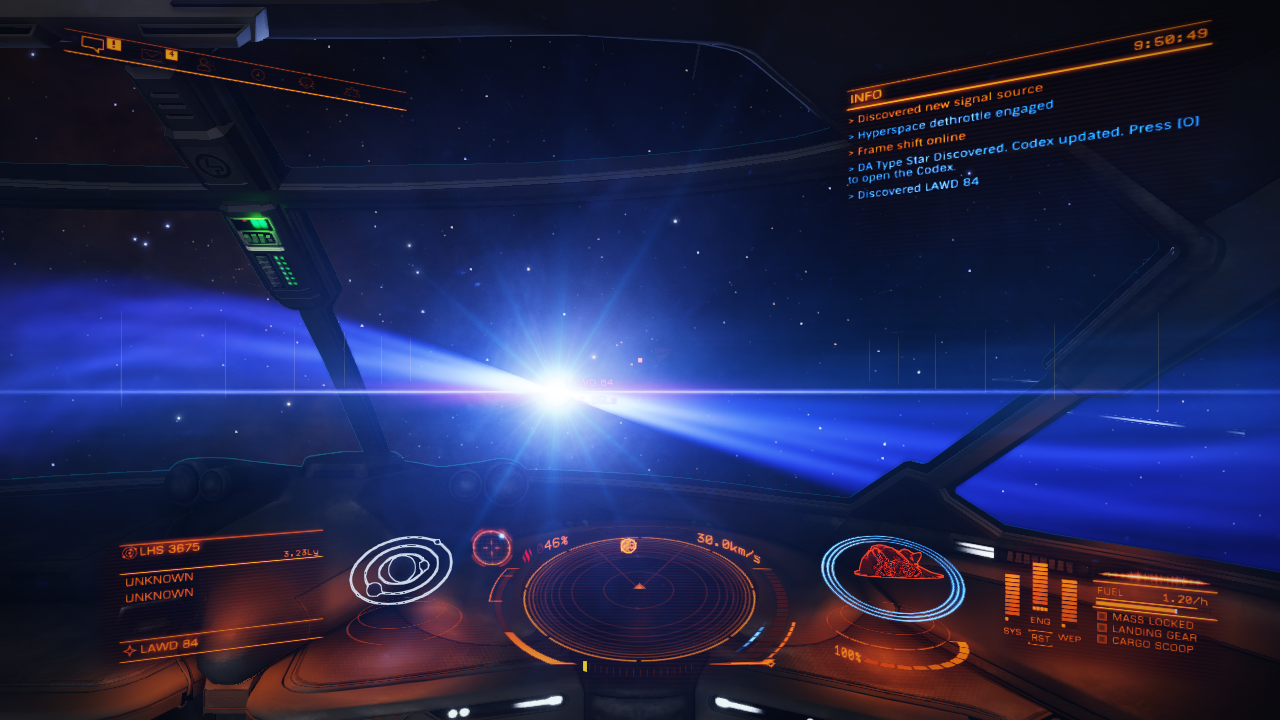 9:50:49
INFO
> Discovered new signal source
> Hyperspace dethrottle engaged
> Frame shift online
> DA Type Star Discovered. Codex updated. Press [O]
to open the Codex.
> Discovered LAWD 84
LHS 3675
3.23Ly
UNKNOWN
UNKNOWN
LAWD 84
46%
30.0km/s
100%
SYS
ENG
RST
WEP
FUEL
1.20/h
MASS LOCKED
LANDING GEAR
CARGO SCOOP